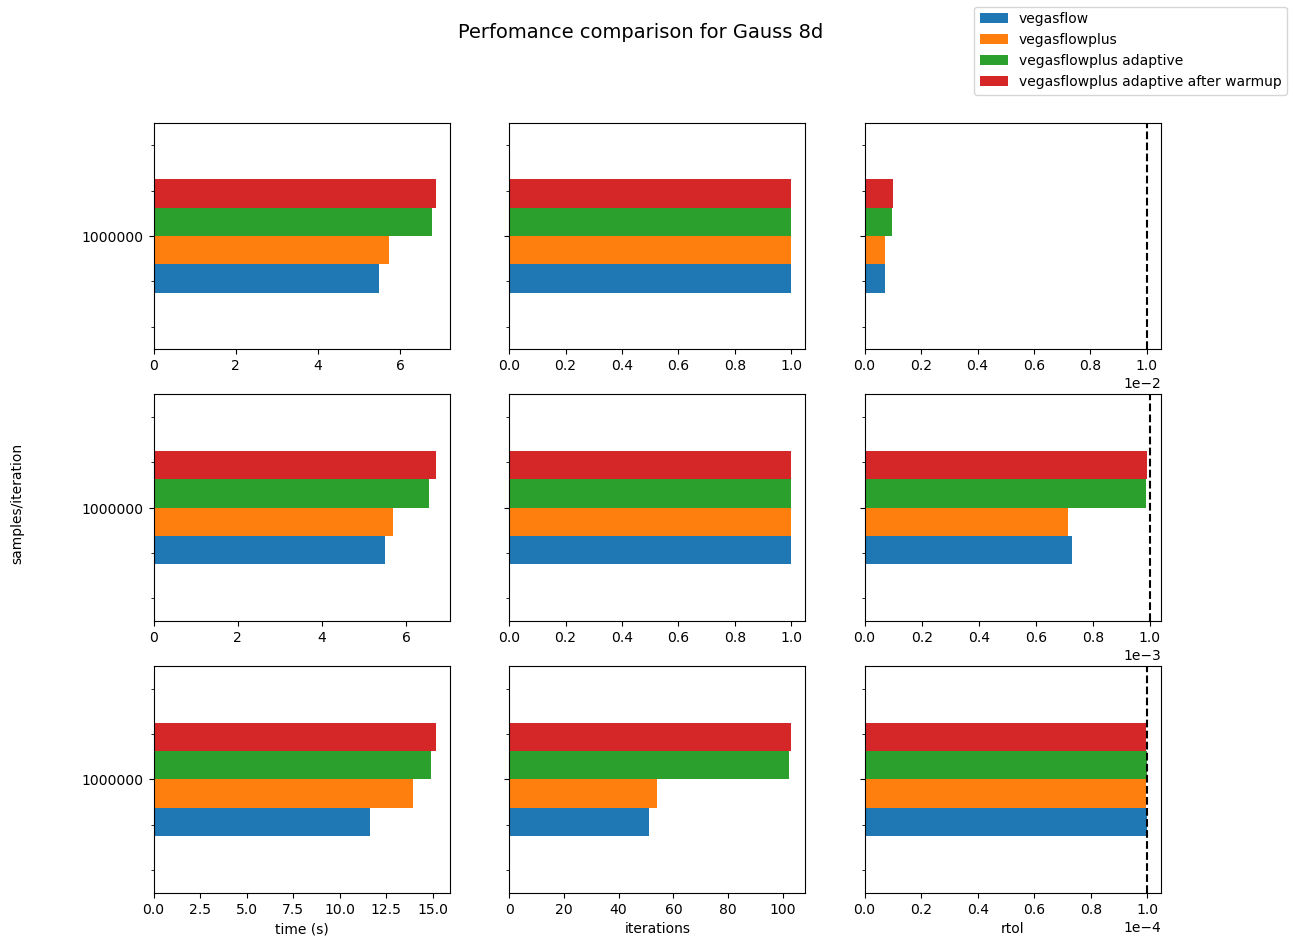 Perfomance comparison for Gauss 8d
vegasflow
vegasflowplus
vegasflowplus adaptive
vegasflowplus adaptive after warmup
samples/iteration
1000000
0 2 4 6
0.0 0.2 0.4 0.6 0.8 1.0
0.0 0.2 0.4 0.6 0.8 1.0
1e−2
1000000
0 2 4 6
0.0 0.2 0.4 0.6 0.8 1.0
0.0 0.2 0.4 0.6 0.8 1.0
1e−3
1000000
0.0 2.5 5.0 7.5 10.0 12.5 15.0
0 20 40 60 80 100
0.0 0.2 0.4 0.6 0.8 1.0
1e−4
time (s)
iterations
rtol